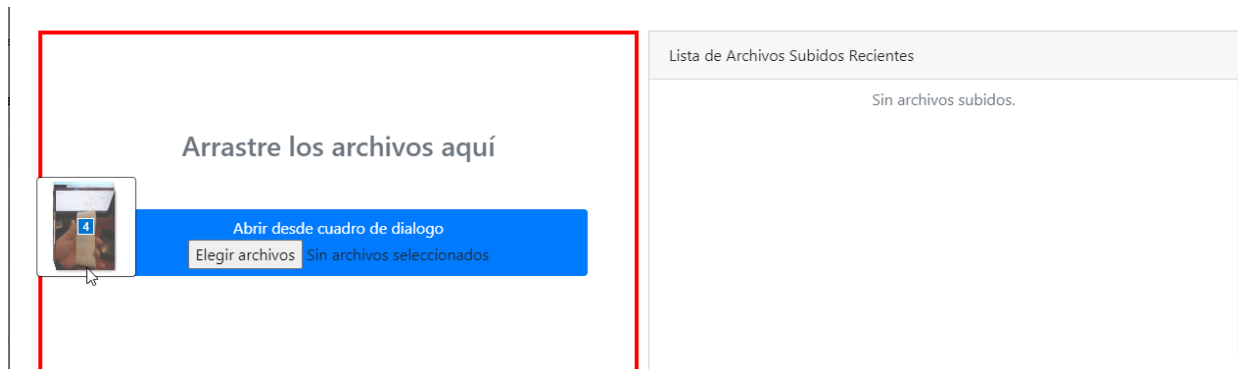 Lista de Archivos Subidos Recientes
Sin archivos subidos.
Arrastre los archivos aquí
4
Abrir desde cuadro de dialogo
Elegir archivos Sin archivos seleccionados